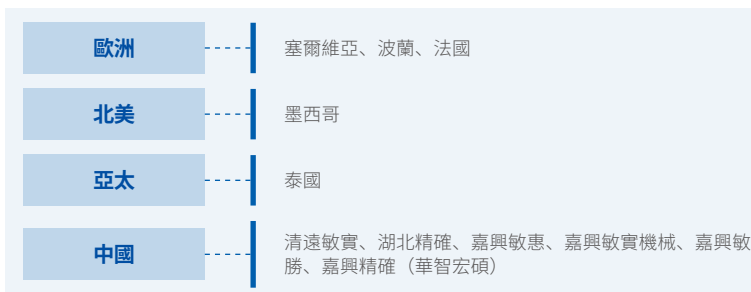 歐洲
塞爾維亞、波蘭、法國
北美
墨西哥
亞太
泰國
中國
清遠敏實、湖北精確、嘉興敏惠、嘉興敏實機械、嘉興敏
勝、嘉興精確（華智宏碩）